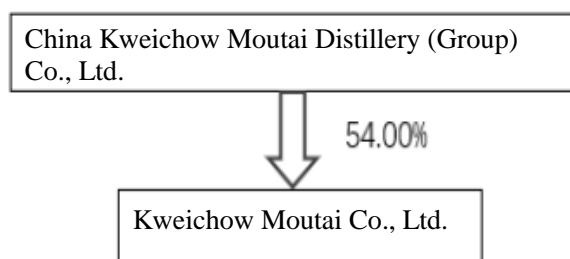 China Kweichow Moutai Distillery (Group)
Co., Ltd.
54.00%
Kweichow Moutai Co., Ltd.